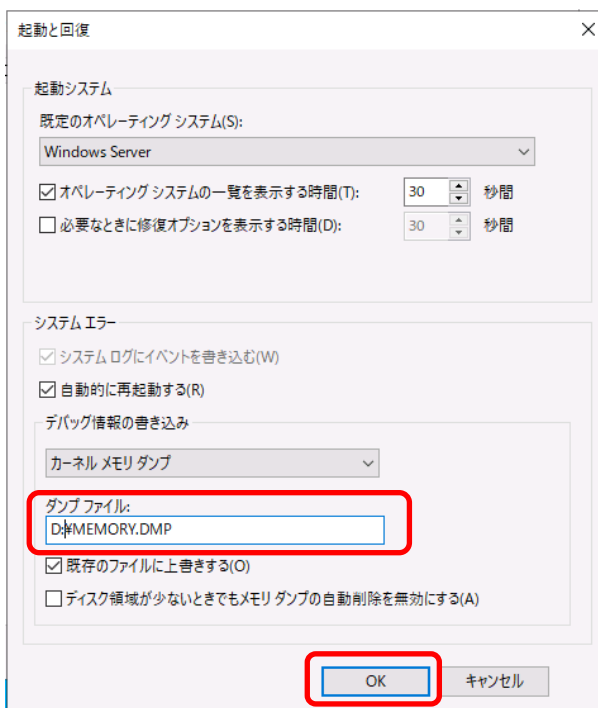 起動と回復
起動システム
既定のオペレーティング システム(S):
Windows Server
オペレーティング システムの一覧を表示する時間(T): 30 秒間
必要なときに修復オプションを表示する時間(D): 30 秒間
システム エラー
システム ログにイベントを書き込む(W)
自動的に再起動する(R)
デバッグ情報の書き込み
カーネル メモリ ダンプ
ダンプ ファイル:
D:¥MEMORY.DMP
既存のファイルに上書きする(O)
ディスク領域が少ないときでもメモリ ダンプの自動削除を無効にする(A)
OK キャンセル